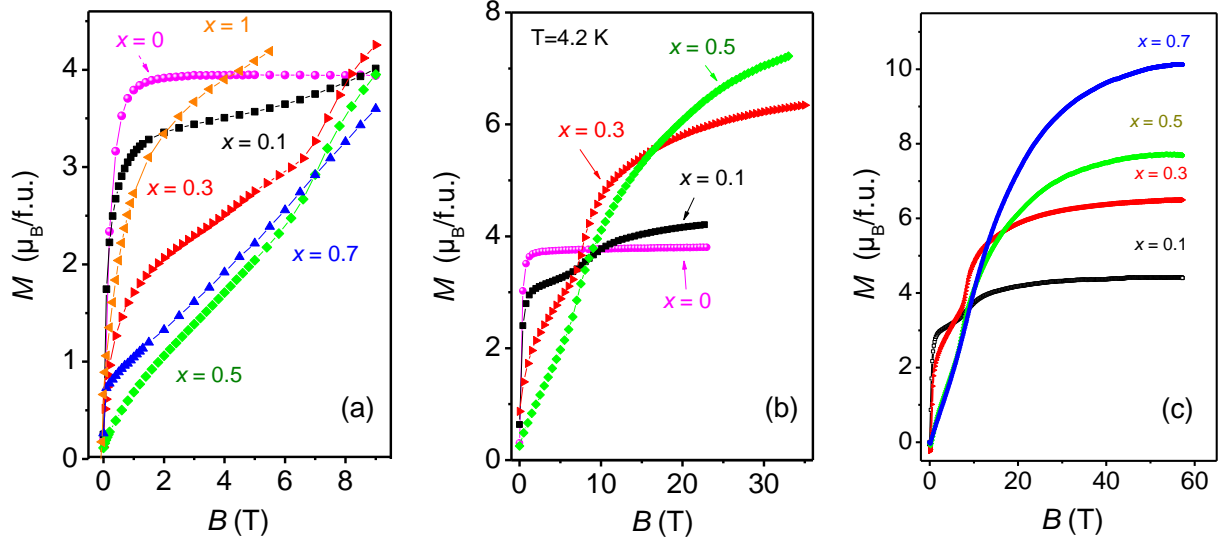 M (μB/f.u.)
4
3
2
1
0
0 2 4 6 8
B (T)
x = 0
x = 1
x = 0.1
x = 0.3
x = 0.7
x = 0.5
(a)
M (μB/f.u.)
8
6
4
2
0
0 10 20 30
B (T)
T=4.2 K
x = 0.5
x = 0.3
x = 0.1
x = 0
(b)
M (μB/f.u.)
10
8
6
4
2
0
0 20 40 60
B (T)
x = 0.7
x = 0.5
x = 0.3
x = 0.1
(c)